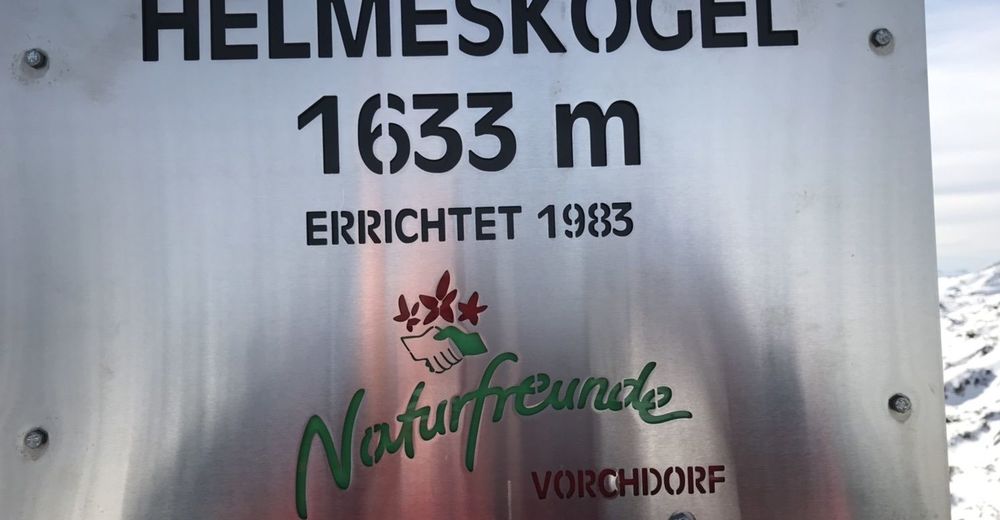 HELMESKOGEL
1633 m
ERRICHTET 1983
Naturfreunde
VORCHDORF